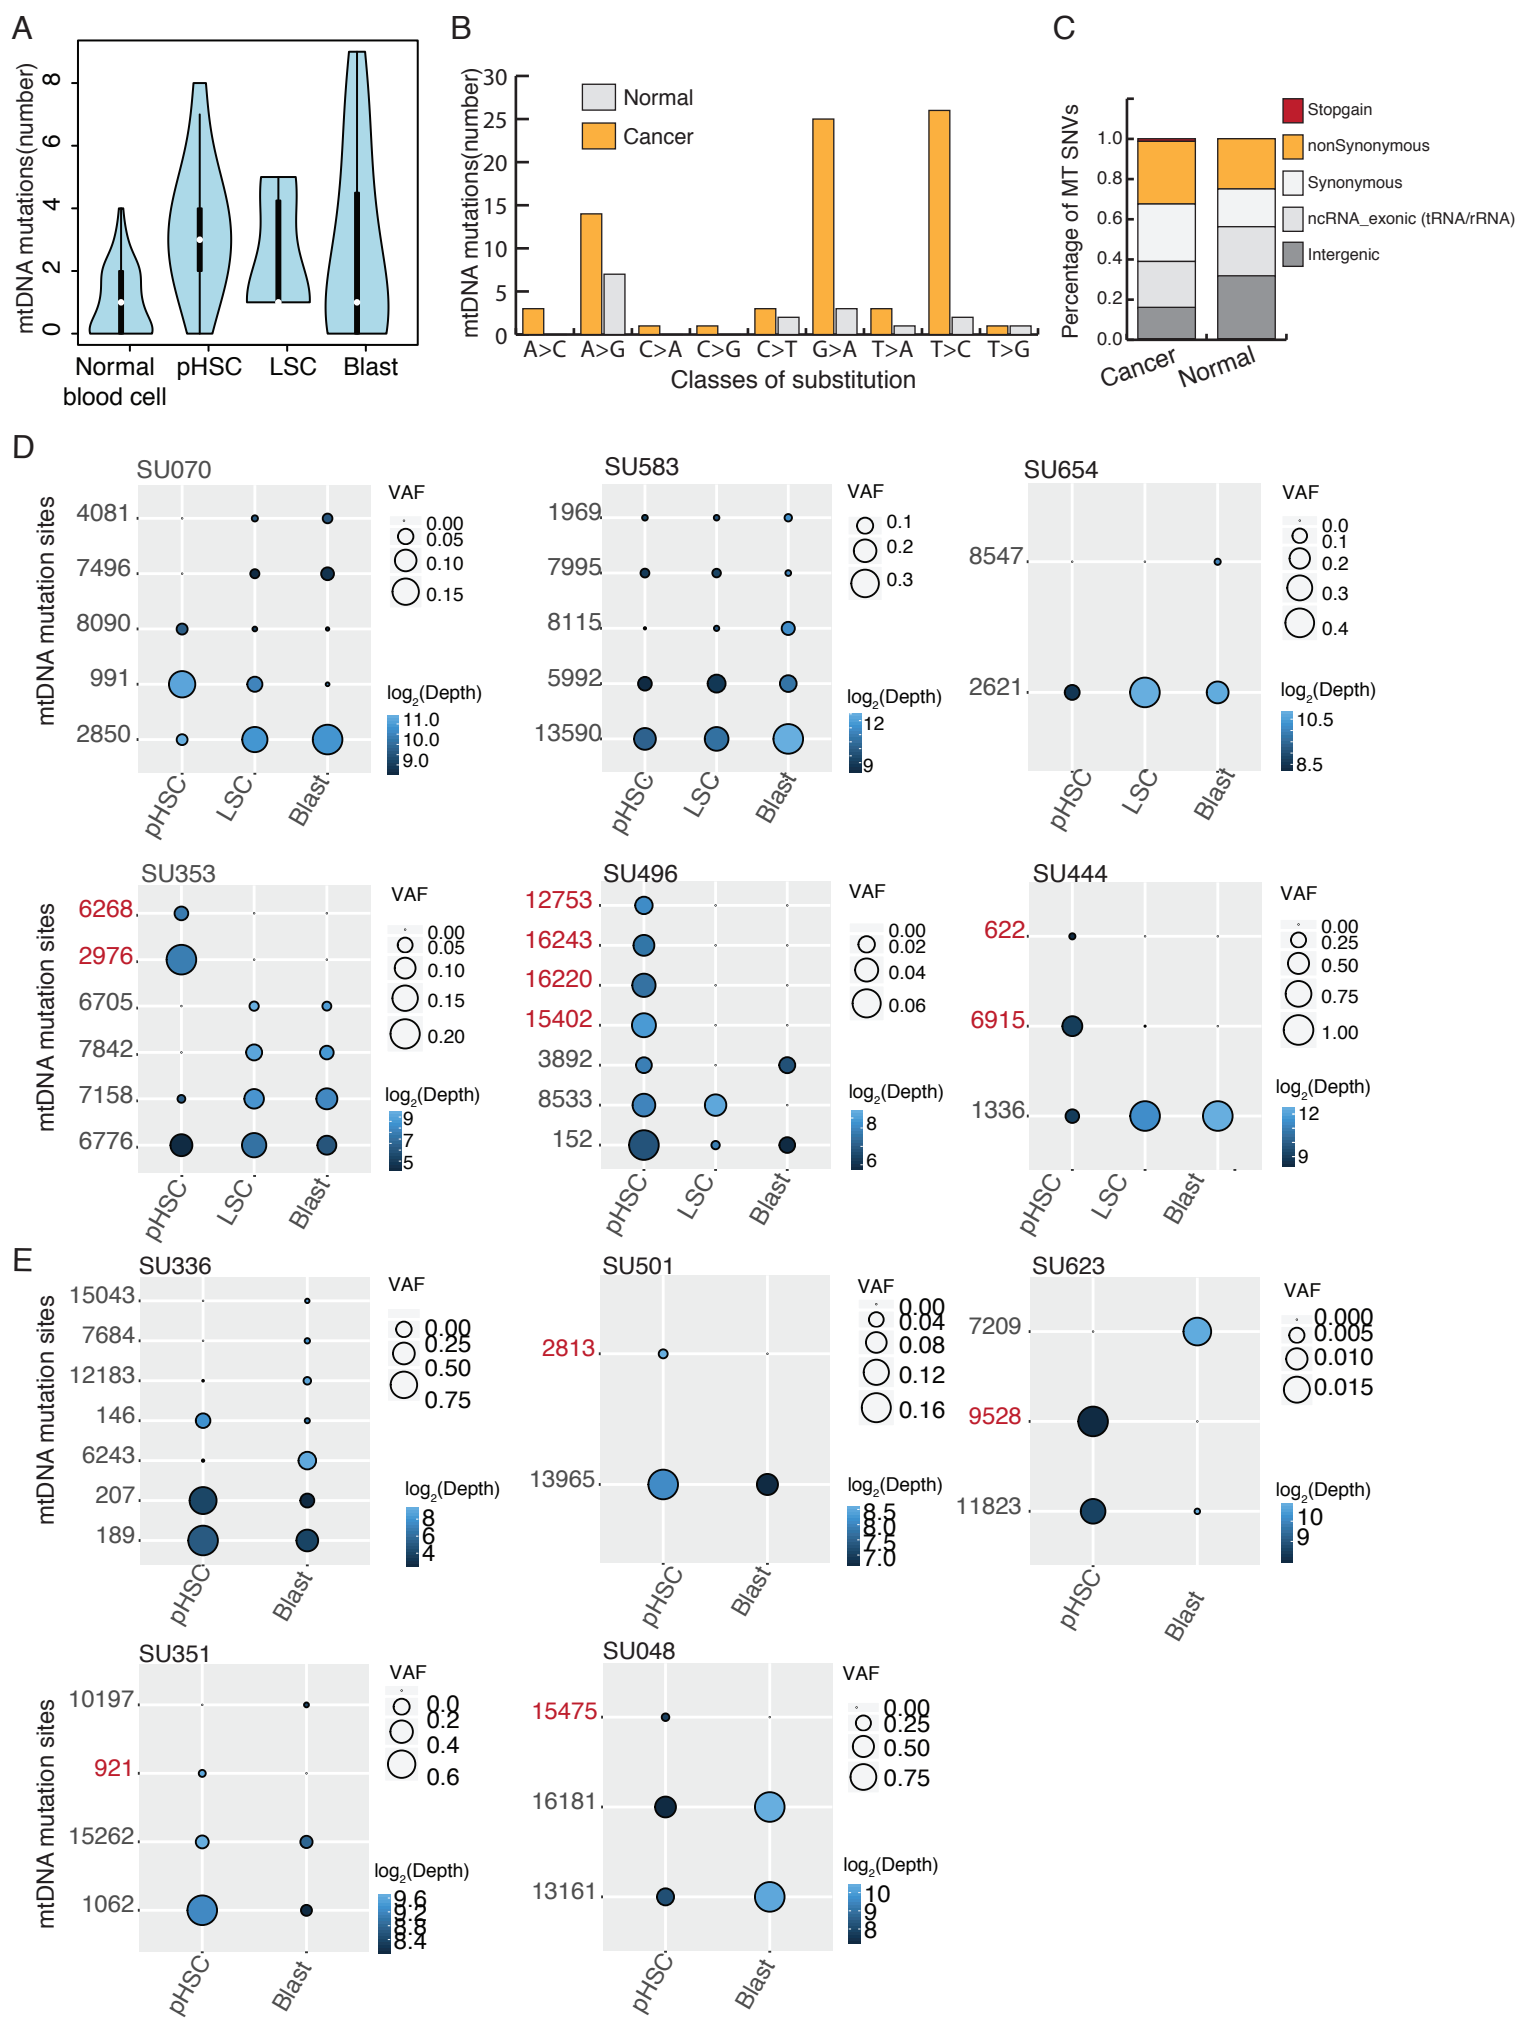 A
mtDNA mutations(number)
8
6
4
2
0
Normal blood cell
pHSC
LSC
Blast
B
mtDNA mutations(number)
30
25
20
15
10
5
0
Normal
Cancer
A>C A>G C>A C>G C>T G>A T>A T>C T>G
Classes of substitution
C
Percentage of MT SNVs
1.0
0.8
0.6
0.4
0.2
0.0
Cancer Normal
Stopgain
nonSynonymous
Synonymous
ncRNA_exonic (tRNA/rRNA)
Intergenic
D
mtDNA mutation sites
SU070
4081
7496
8090
991
2850
pHSC LSC Blast
VAF
0.00
0.05
0.10
0.15
log2(Depth)
11.0
10.0
9.0
SU583
1969
7995
8115
5992
13590
pHSC LSC Blast
VAF
0.1
0.2
0.3
log2(Depth)
12
9
SU654
8547
2621
pHSC LSC Blast
VAF
0.0
0.1
0.2
0.3
0.4
log2(Depth)
10.5
8.5
mtDNA mutation sites
SU353
6268
2976
6705
7842
7158
6776
pHSC LSC Blast
VAF
0.00
0.05
0.10
0.15
0.20
log2(Depth)
9
7
5
SU496
12753
16243
16220
15402
3892
8533
152
pHSC LSC Blast
VAF
0.00
0.02
0.04
0.06
log2(Depth)
8
6
SU444
622
6915
1336
pHSC LSC Blast
VAF
0.00
0.25
0.50
0.75
1.00
log2(Depth)
12
9
E
mtDNA mutation sites
SU336
15043
7684
12183
146
6243
207
189
pHSC Blast
VAF
0.00
0.25
0.50
0.75
log2(Depth)
8
6
4
SU501
2813
13965
pHSC Blast
VAF
0.00
0.04
0.08
0.12
0.16
log2(Depth)
8.5
8.0
7.5
7.0
SU623
7209
9528
11823
pHSC Blast
VAF
0.000
0.005
0.010
0.015
log2(Depth)
10
9
mtDNA mutation sites
SU351
10197
921
15262
1062
pHSC Blast
VAF
0.0
0.2
0.4
0.6
log2(Depth)
9.6
9.2
8.8
8.4
SU048
15475
16181
13161
pHSC Blast
VAF
0.00
0.25
0.50
0.75
log2(Depth)
10
9
8